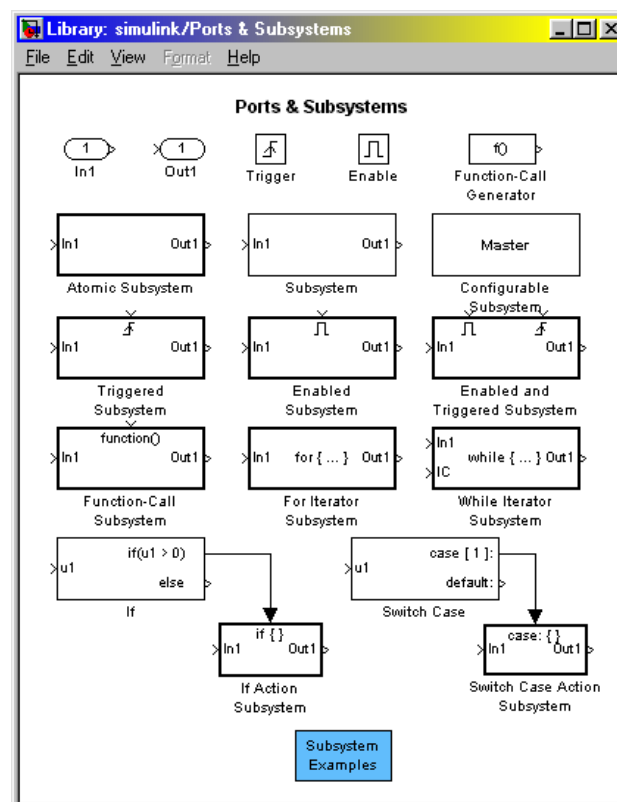 Library: simulink/Ports & Subsystems
File Edit View Format Help
Ports & Subsystems
1
In1
1
Out1
Trigger
Enable
f()
Function-Call
Generator
In1 Out1
Atomic Subsystem
In1 Out1
Subsystem
Master
Configurable
Subsystem
In1 Out1
Triggered
Subsystem
In1 Out1
Enabled
Subsystem
In1 Out1
Enabled and
Triggered Subsystem
function()
In1 Out1
Function-Call
Subsystem
In1 for { ... } Out1
For Iterator
Subsystem
In1
while { ... } Out1
IC
While Iterator
Subsystem
if(u1 > 0)
u1
else
If
case [ 1 ]:
u1
default:
Switch Case
if { }
In1 Out1
If Action
Subsystem
case: { }
In1 Out1
Switch Case Action
Subsystem
Subsystem
Examples